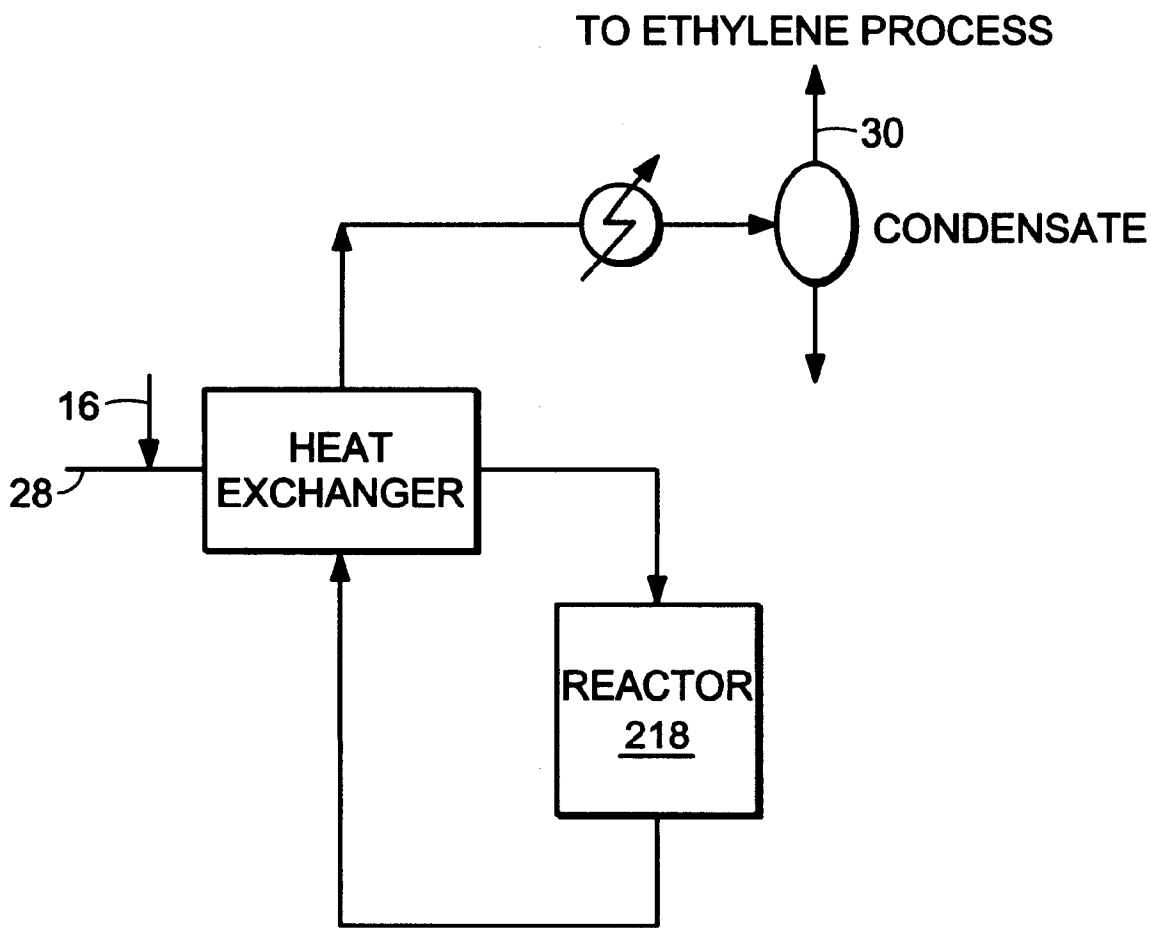 TO ETHYLENE PROCESS
30
CONDENSATE
16
28
HEAT
EXCHANGER
REACTOR
218